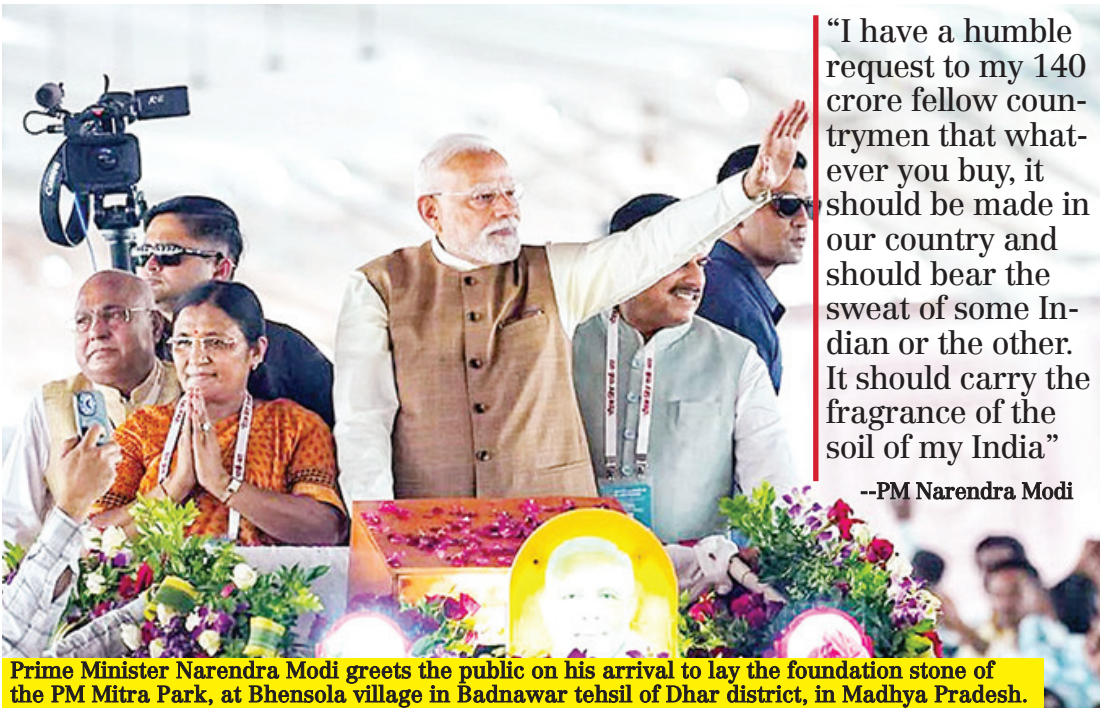 “I have a humble
request to my 140
crore fellow coun-
trymen that what-
ever you buy, it
should be made in
our country and
should bear the
sweat of some In-
dian or the other.
It should carry the
fragrance of the
soil of my India”
--PM Narendra Modi
Prime Minister Narendra Modi greets the public on his arrival to lay the foundation stone of
the PM Mitra Park, at Bhensola village in Badnawar tehsil of Dhar district, in Madhya Pradesh.